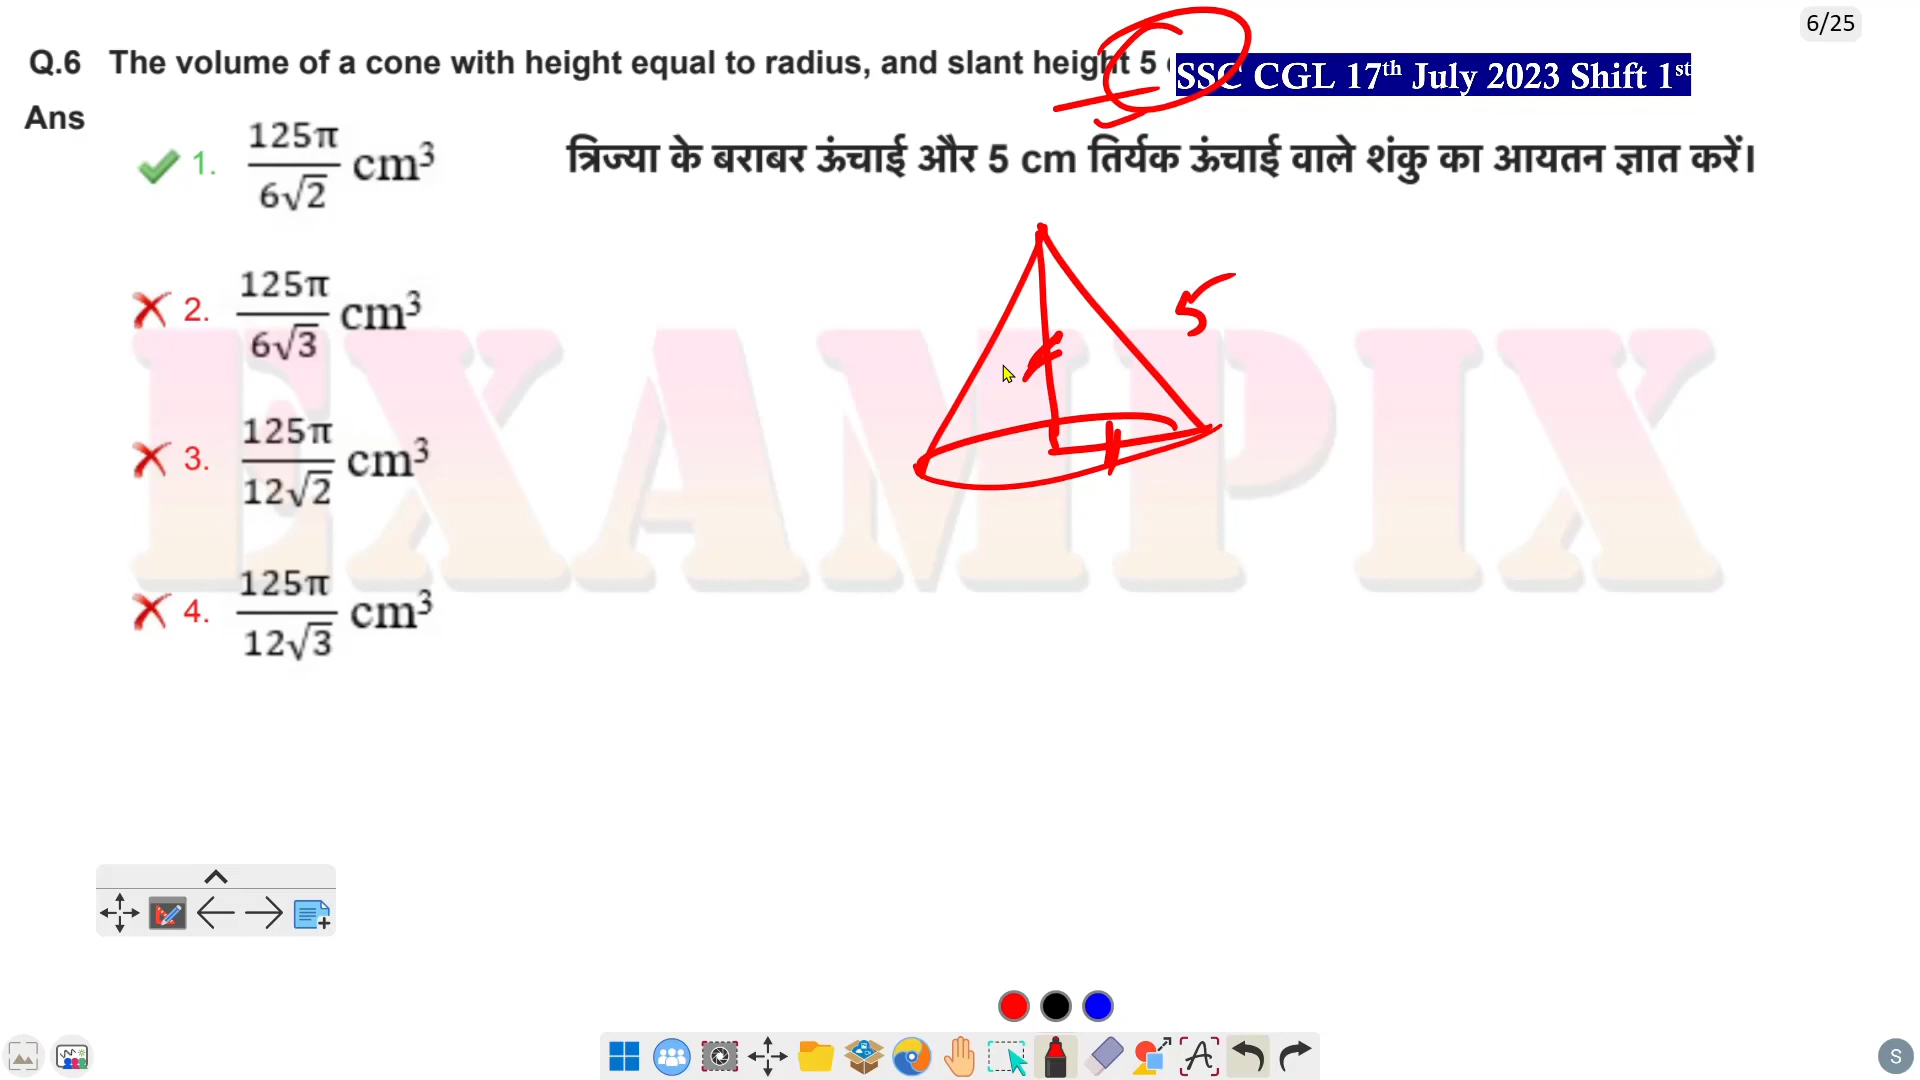 6/25
Q.6 The volume of a cone with height equal to radius, and slant height 5
SSC CGL 17th July 2023 Shift 1st
Ans
1. 125π/6√2 cm³
त्रिज्या के बराबर ऊंचाई और 5 cm तिर्यक ऊंचाई वाले शंकु का आयतन ज्ञात करें।
5
2. 125π/6√3 cm³
EXAMPIX
3. 125π/12√2 cm³
4. 125π/12√3 cm³
S